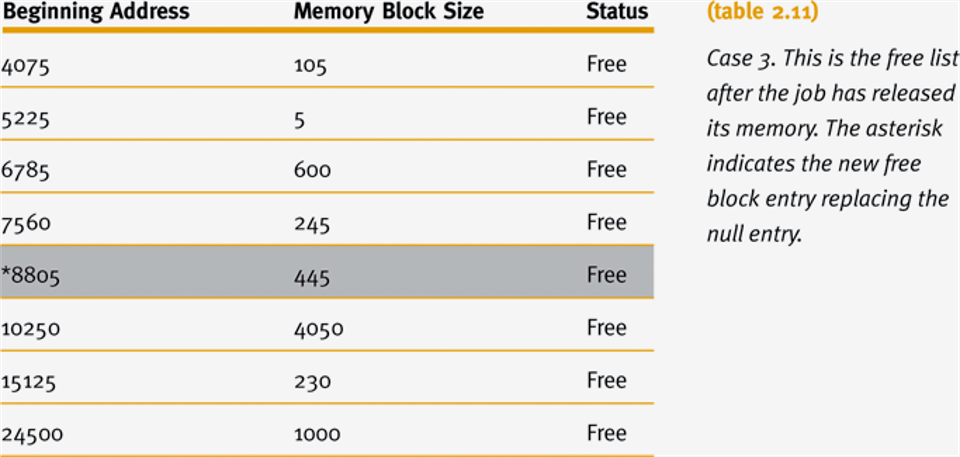 Beginning Address Memory Block Size Status
4075 105 Free
5225 5 Free
6785 600 Free
7560 245 Free
*8805 445 Free
10250 4050 Free
15125 230 Free
24500 1000 Free
(table 2.11)
Case 3. This is the free list
after the job has released
its memory. The asterisk
indicates the new free
block entry replacing the
null entry.